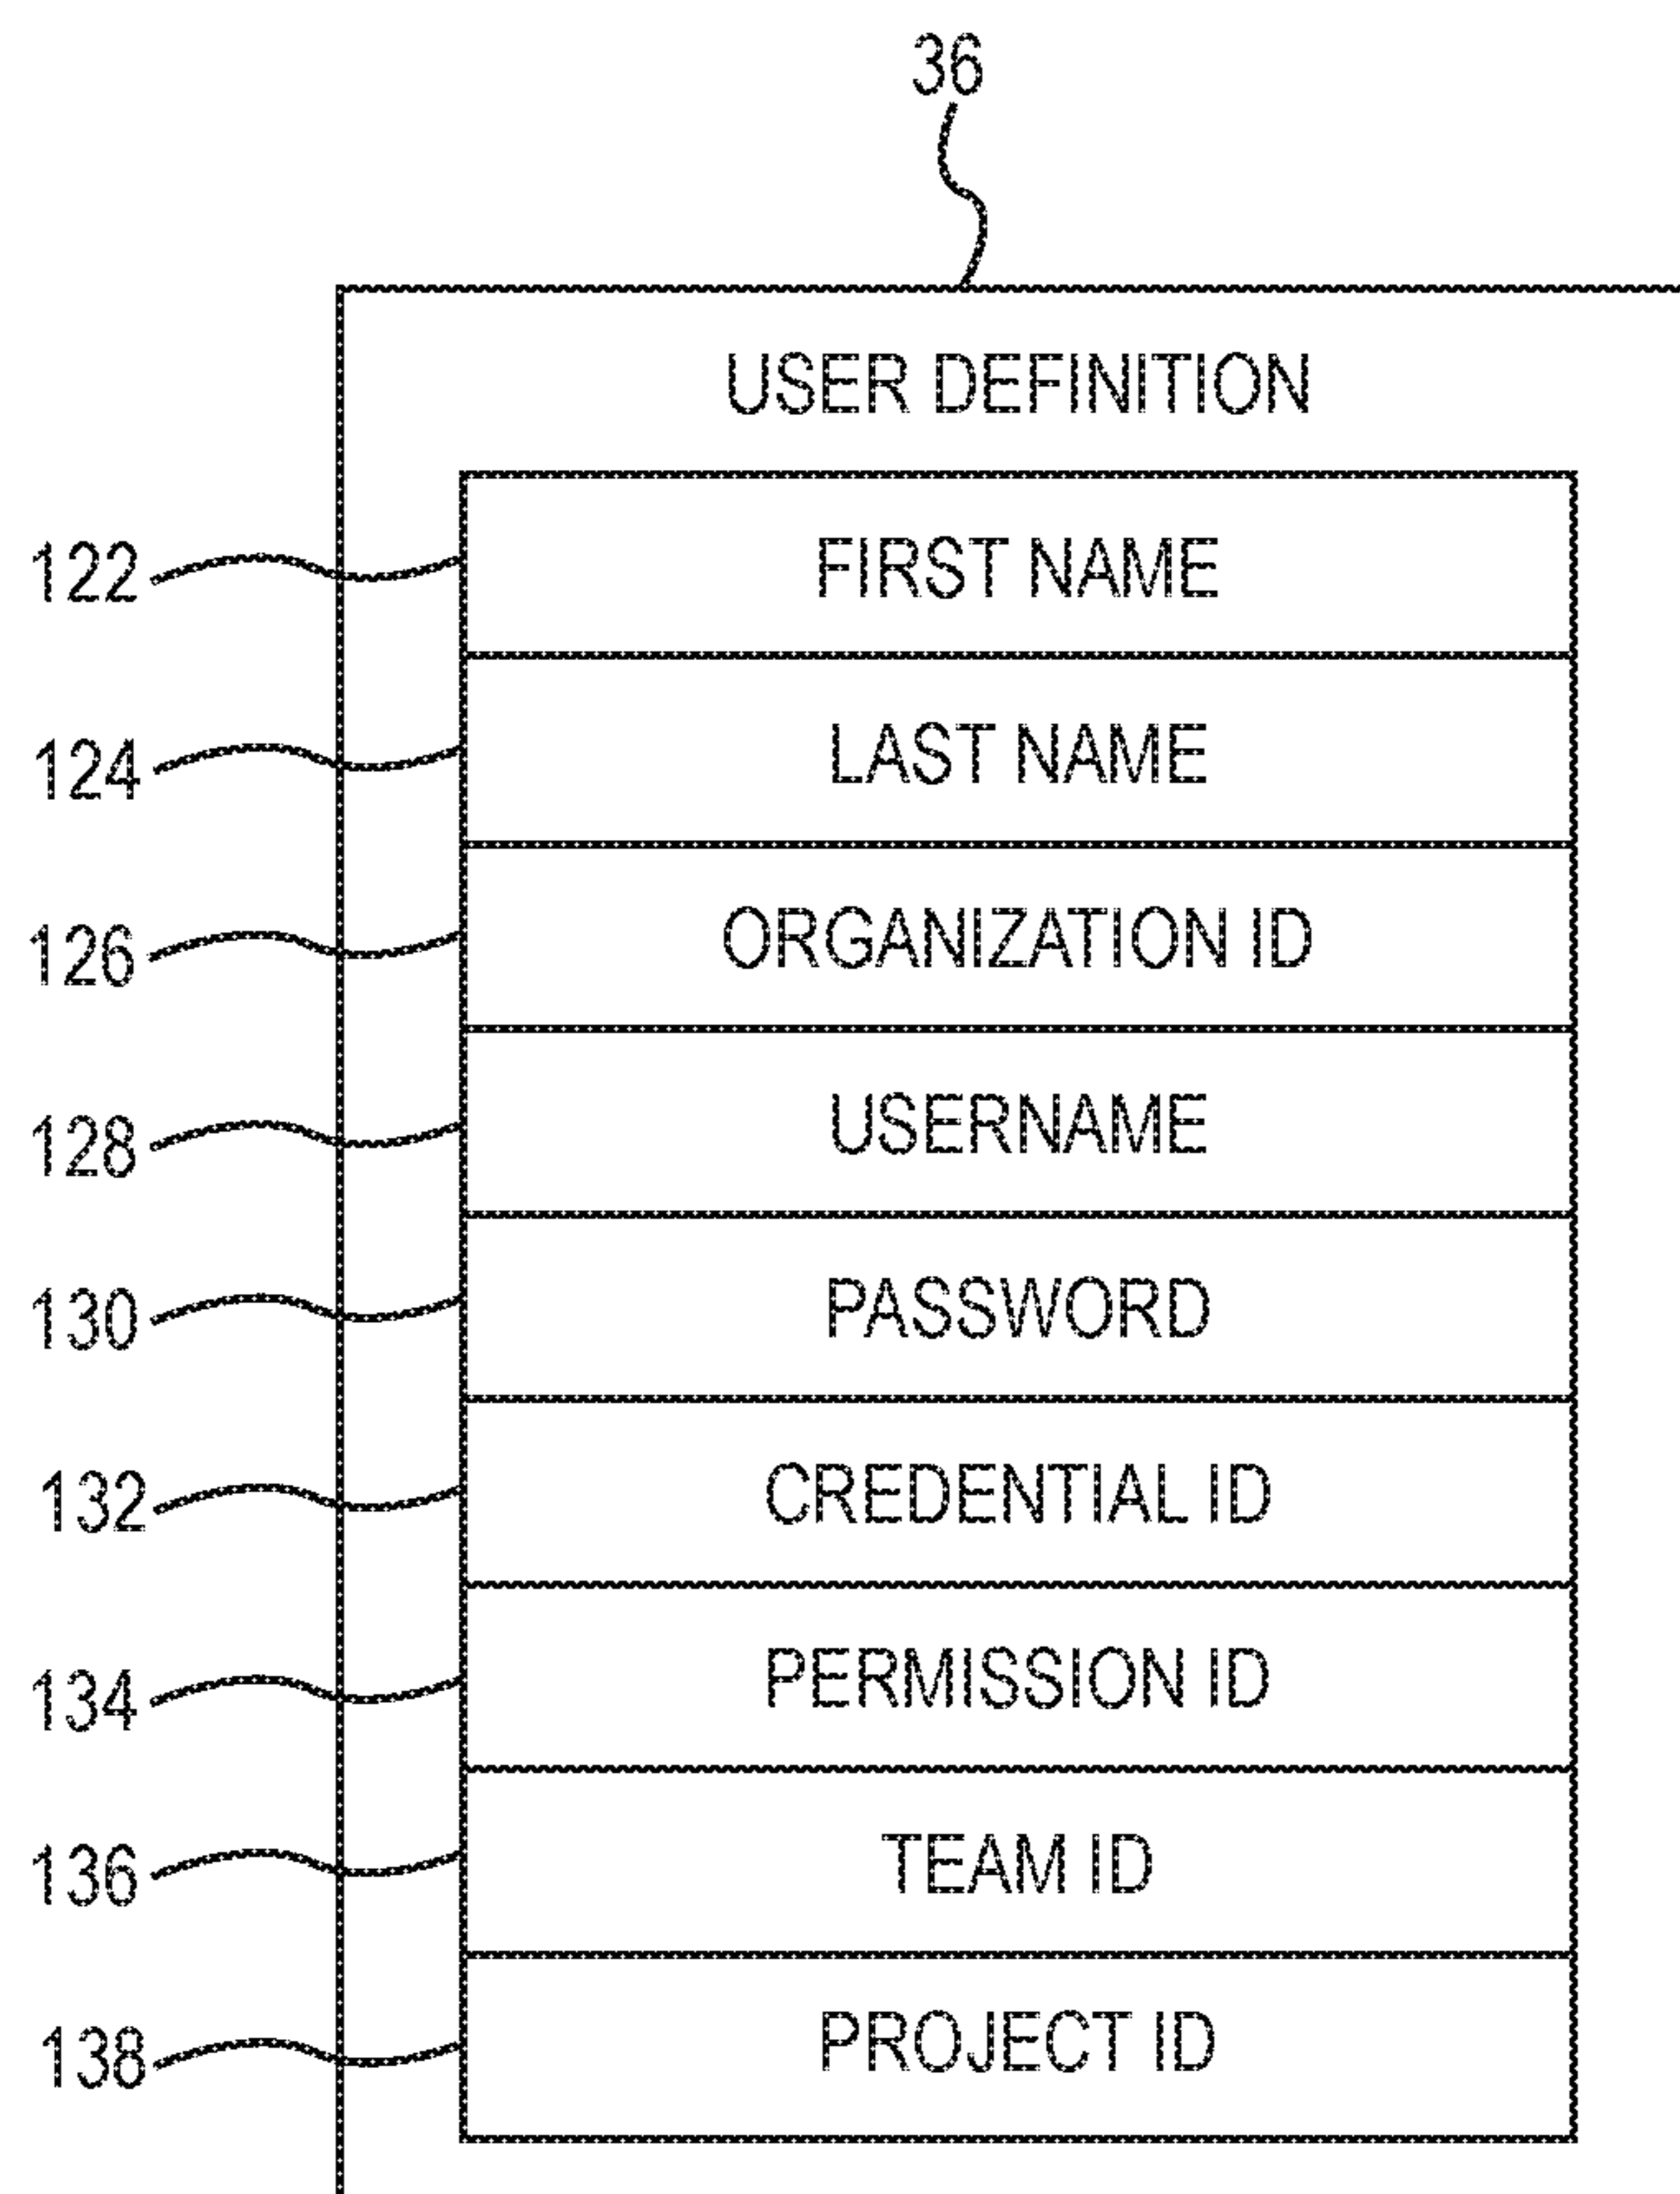 36
USER DEFINITION
122 FIRST NAME
124 LAST NAME
126 ORGANIZATION ID
128 USERNAME
130 PASSWORD
132 CREDENTIAL ID
134 PERMISSION ID
136 TEAM ID
138 PROJECT ID